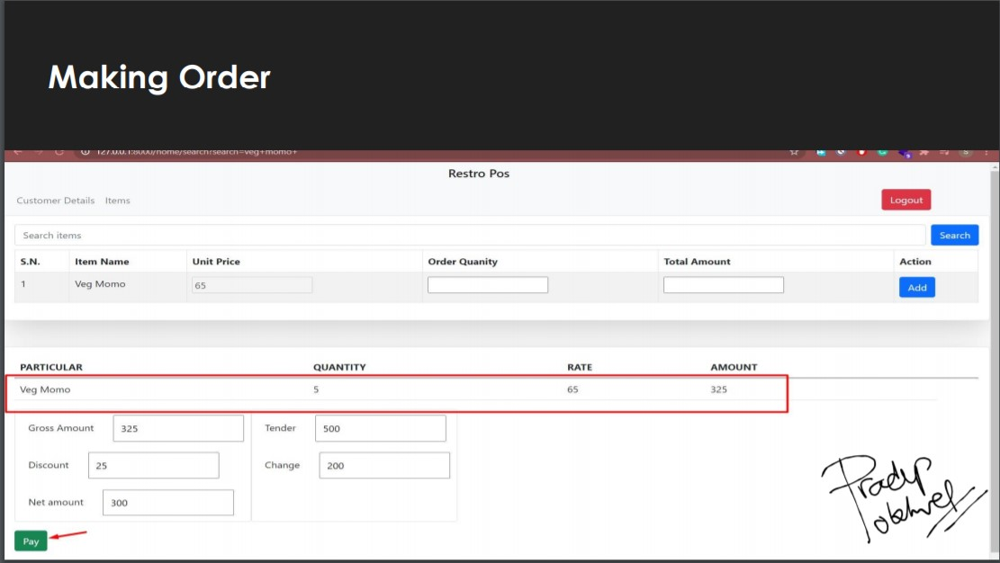 Making Order
127.0.0.1:8000/home/search?search=veg+momo+
Restro Pos
Customer Details Items Logout
Search items Search
S.N. Item Name Unit Price Order Quanity Total Amount Action
1 Veg Momo 65 Add
PARTICULAR QUANTITY RATE AMOUNT
Veg Momo 5 65 325
Gross Amount 325 Tender 500
Discount 25 Change 200
Net amount 300
Pay